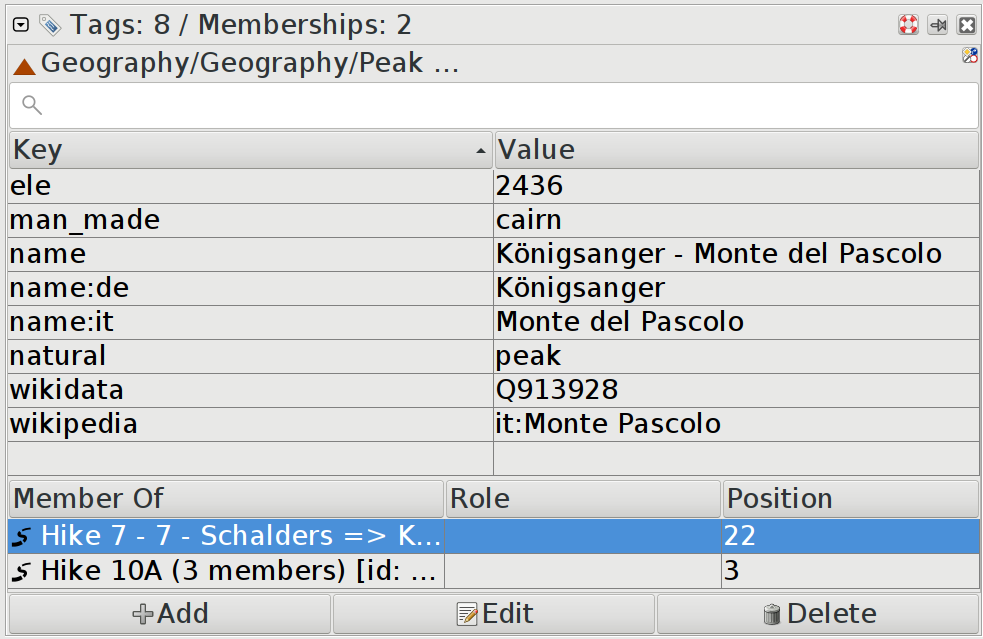 Tags: 8 / Memberships: 2
Geography/Geography/Peak ...
Key Value
ele 2436
man_made cairn
name Königsanger - Monte del Pascolo
name:de Königsanger
name:it Monte del Pascolo
natural peak
wikidata Q913928
wikipedia it:Monte Pascolo
Member Of Role Position
Hike 7 - 7 - Schalders => K... 22
Hike 10A (3 members) [id: ... 3
Add Edit Delete